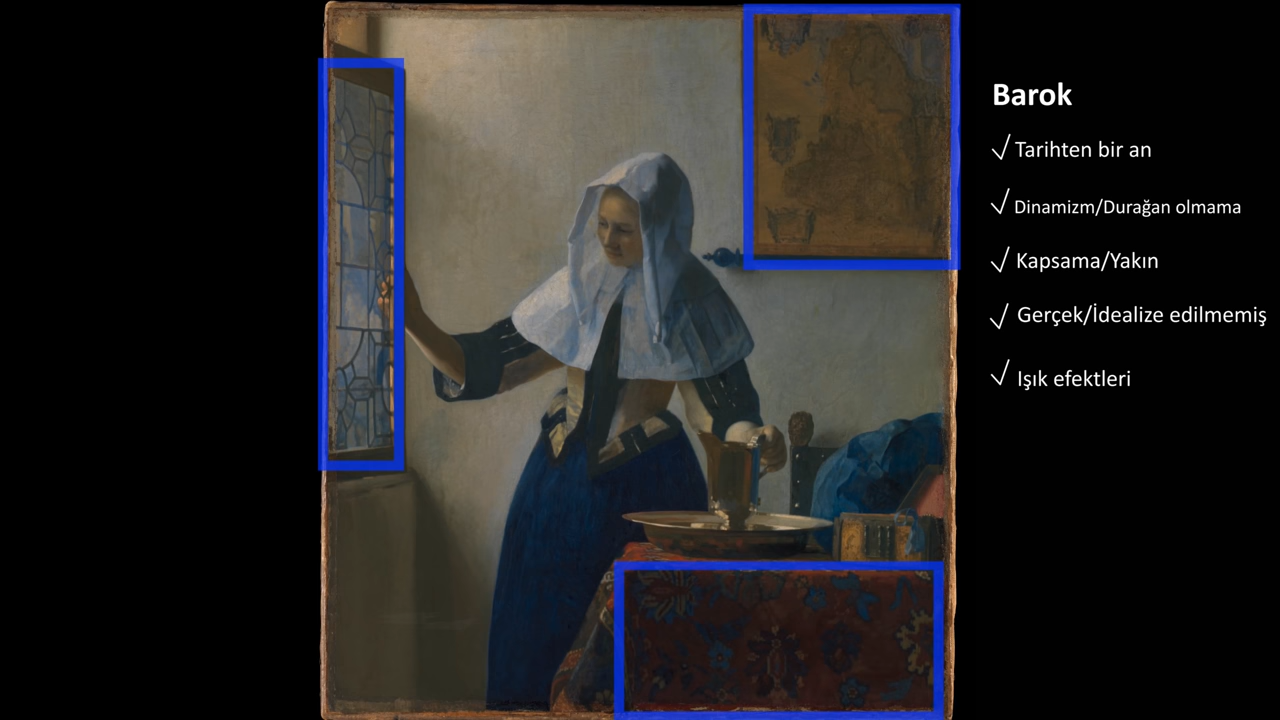 Barok
Tarihten bir an
Dinamizm/Durağan olmama
Kapsama/Yakın
Gerçek/İdealize edilmemiş
Işık efektleri